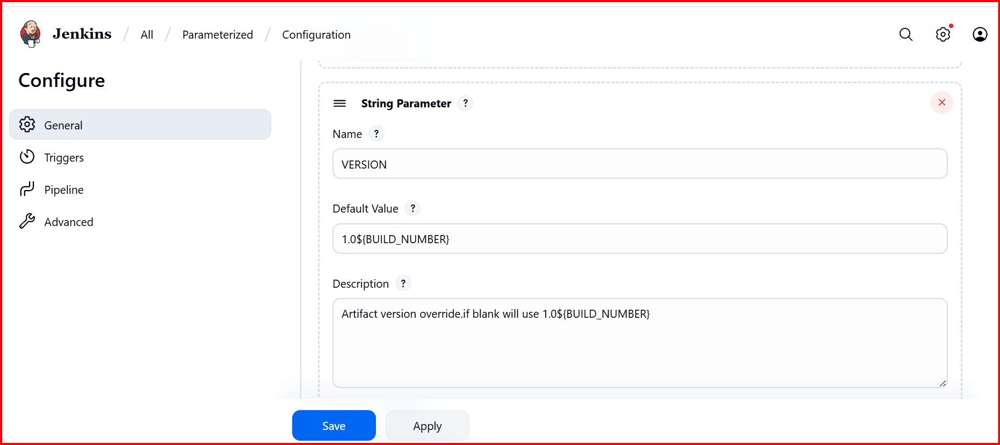 Jenkins / All / Parameterized / Configuration
Configure
General
Triggers
Pipeline
Advanced
String Parameter ?
Name ?
VERSION
Default Value ?
1.0${BUILD_NUMBER}
Description ?
Artifact version override.if blank will use 1.0${BUILD_NUMBER}
Save
Apply